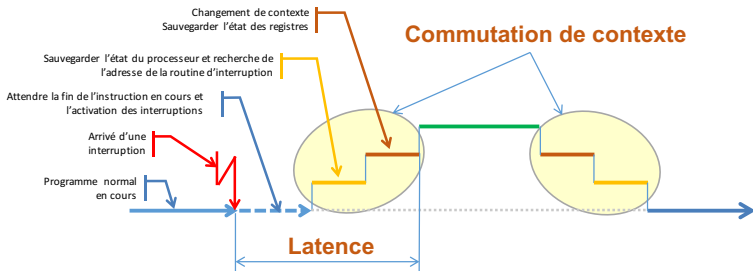 Changement de contexte
Sauvegarder l'état des registres
Commutation de contexte
Sauvegarder l'état du processeur et recherche de
l'adresse de la routine d'interruption
Attendre la fin de l'instruction en cours et
l'activation des interruptions
Arrivé d'une
interruption
Programme normal
en cours
Latence